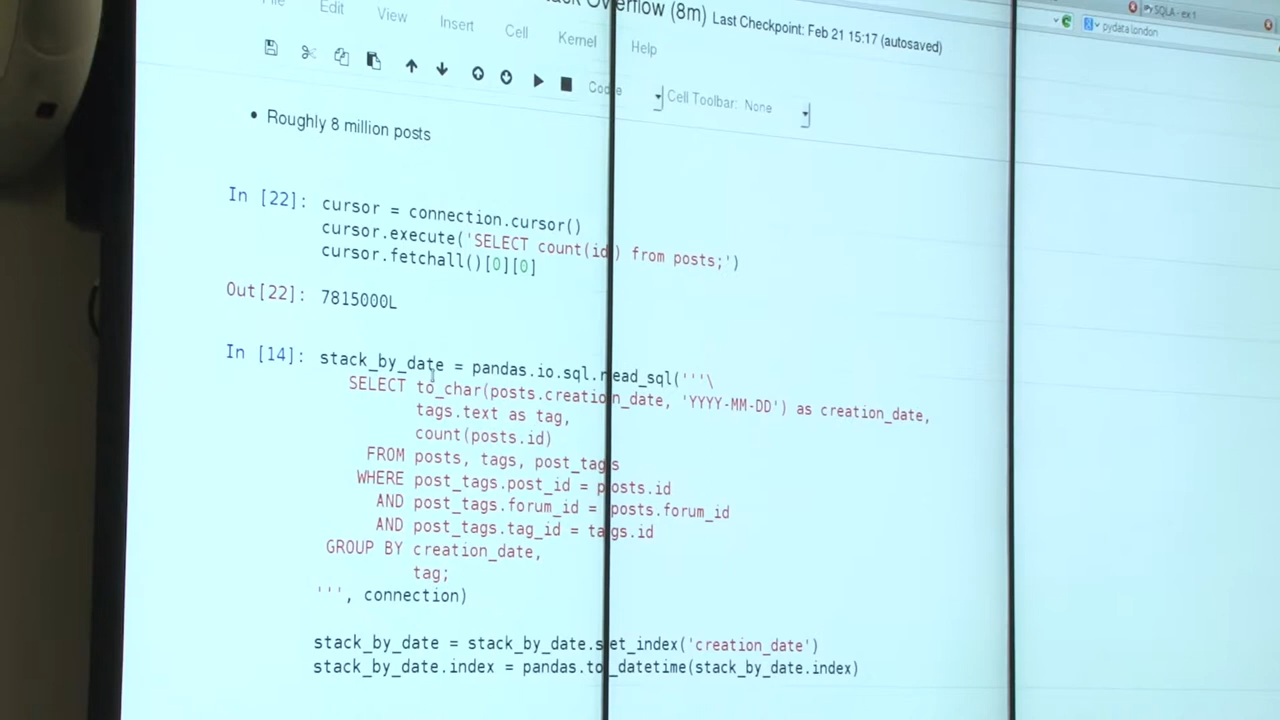 erflow (8m) Last Checkpoint: Feb 21 15:17 (autosaved)
SQLA - ex 1
pydata london
Edit View Insert Cell Kernel Help
Cell Toolbar: None
• Roughly 8 million posts
In [22]: cursor = connection.cursor()
cursor.execute('SELECT count(id) from posts;')
cursor.fetchall()[0][0]
Out[22]: 7815000L
In [14]: stack_by_date = pandas.io.sql.read_sql('''\
SELECT to_char(posts.creation_date, 'YYYY-MM-DD') as creation_date,
tags.text as tag,
count(posts.id)
FROM posts, tags, post_tags
WHERE post_tags.post_id = posts.id
AND post_tags.forum_id = posts.forum_id
AND post_tags.tag_id = tags.id
GROUP BY creation_date,
tag;
''', connection)
stack_by_date = stack_by_date.set_index('creation_date')
stack_by_date.index = pandas.to_datetime(stack_by_date.index)